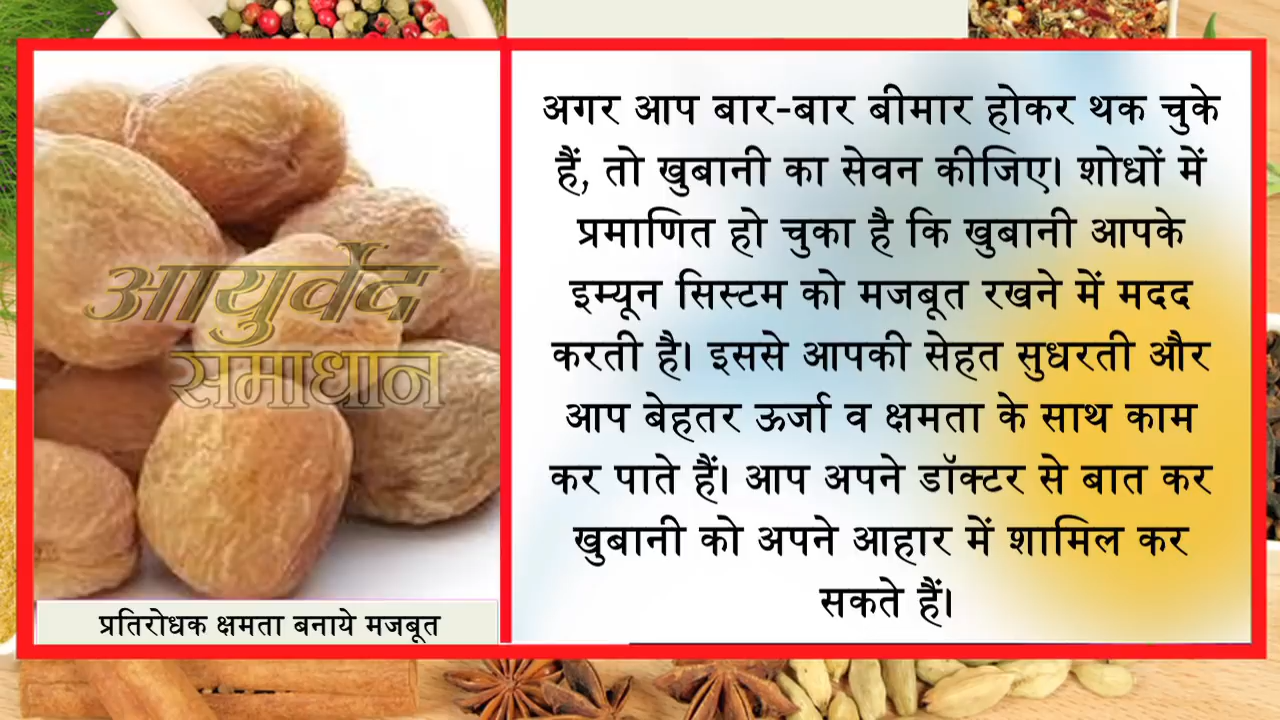 आयुर्वेद
समाधान
प्रतिरोधक क्षमता बनाये मजबूत
अगर आप बार-बार बीमार होकर थक चुके
हैं, तो खुबानी का सेवन कीजिए। शोधों में
प्रमाणित हो चुका है कि खुबानी आपके
इम्यून सिस्टम को मजबूत रखने में मदद
करती है। इससे आपकी सेहत सुधरती और
आप बेहतर ऊर्जा व क्षमता के साथ काम
कर पाते हैं। आप अपने डॉक्टर से बात कर
खुबानी को अपने आहार में शामिल कर
सकते हैं।